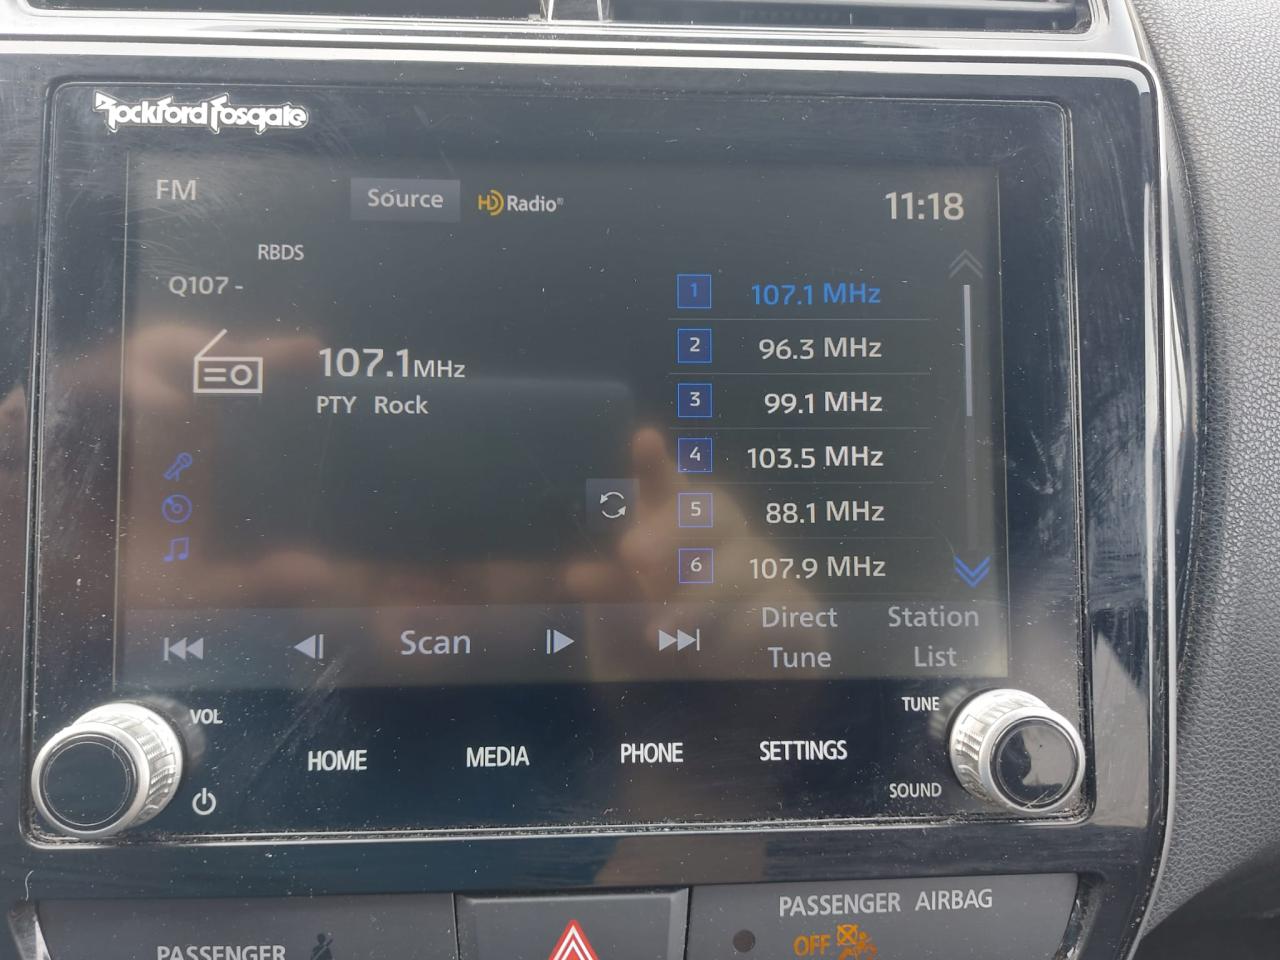 Rockford Fosgate
FM
Source
HD Radio®
11:18
RBDS
Q107 -
107.1 MHz
PTY Rock
1 107.1 MHz
2 96.3 MHz
3 99.1 MHz
4 103.5 MHz
5 88.1 MHz
6 107.9 MHz
Scan
Direct
Tune
Station
List
VOL
TUNE
HOME
MEDIA
PHONE
SETTINGS
SOUND
PASSENGER AIRBAG
OFF
PASSENGER